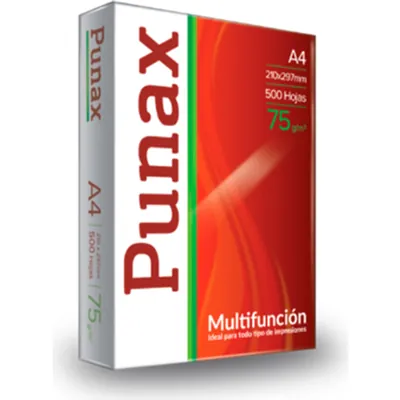 Punax
A4
210x297mm
500 Hojas
75 g/m²
Punax
A4
500 Hojas
75 g/m²
Multifunción
Ideal para todo tipo de impresiones